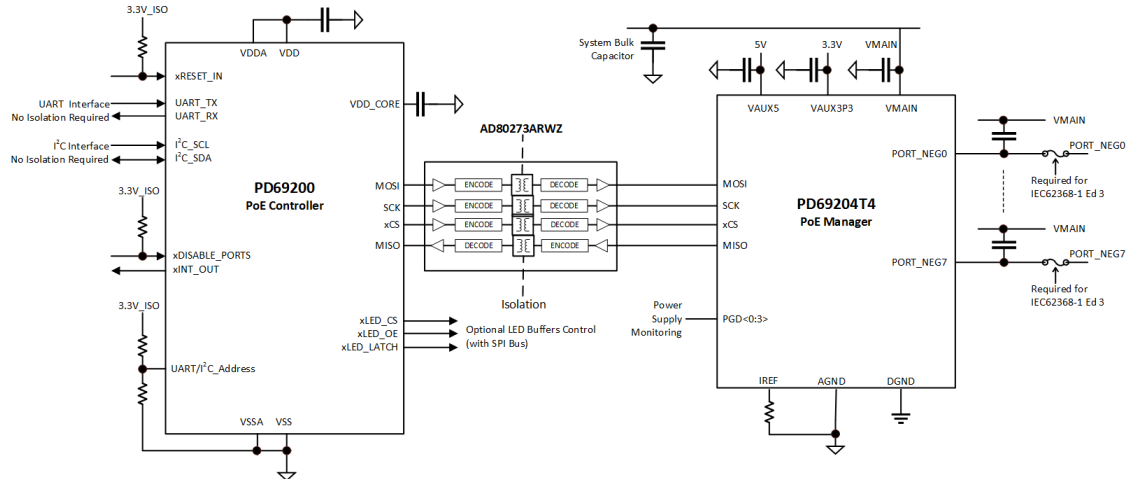 3.3V_ISO
VDDA
VDD
xRESET_IN
UART Interface
No Isolation Required
UART_TX
UART_RX
I²C Interface
No Isolation Required
I²C_SCL
I²C_SDA
VDD_CORE
PD69200
PoE Controller
3.3V_ISO
xDISABLE_PORTS
xINT_OUT
3.3V_ISO
UART/I²C_Address
VSSA
VSS
MOSI
SCK
xCS
MISO
xLED_CS
xLED_OE
xLED_LATCH
Optional LED Buffers Control
(with SPI Bus)
AD80273ARWZ
ENCODE
DECODE
ENCODE
DECODE
ENCODE
DECODE
DECODE
ENCODE
Isolation
System Bulk
Capacitor
5V
3.3V
VMAIN
VAUX5
VAUX3P3
VMAIN
MOSI
SCK
xCS
MISO
PD69204T4
PoE Manager
Power
Supply
Monitoring
PGD<0:3>
IREF
AGND
DGND
VMAIN
PORT_NEG0
PORT_NEG0
Required for
IEC62368-1 Ed 3
VMAIN
PORT_NEG7
PORT_NEG7
Required for
IEC62368-1 Ed 3